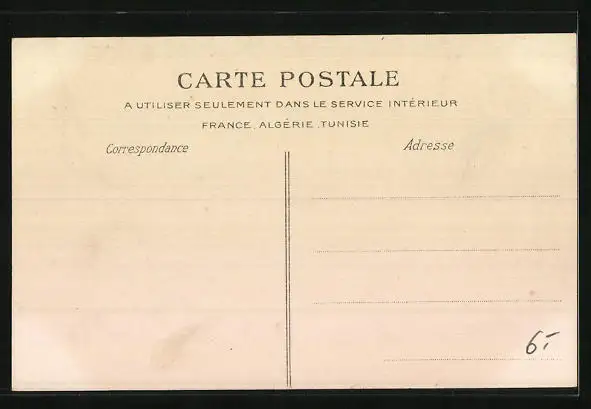 CARTE POSTALE
A UTILISER SEULEMENT DANS LE SERVICE INTÉRIEUR
FRANCE, ALGÉRIE, TUNISIE
Correspondance
Adresse
6.-